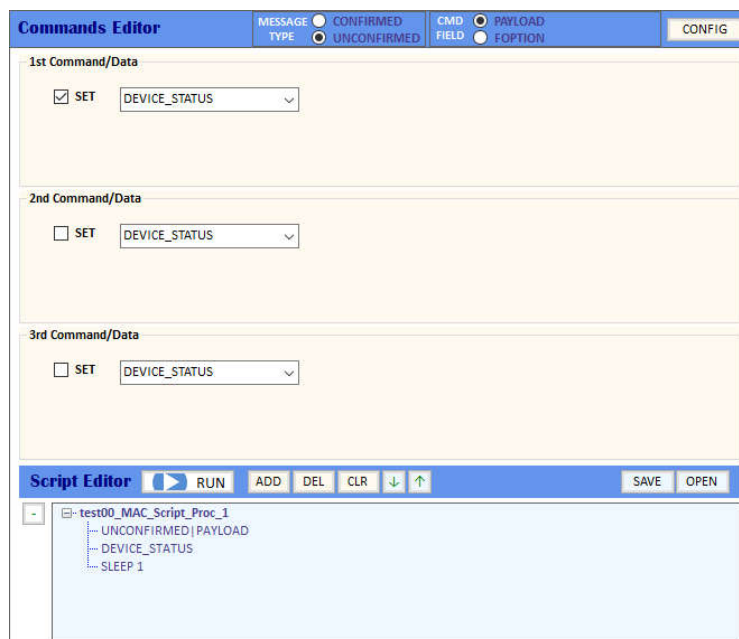 Commands Editor
MESSAGE TYPE
CONFIRMED
UNCONFIRMED
CMD FIELD
PAYLOAD
FOPTION
CONFIG
1st Command/Data
SET DEVICE_STATUS
2nd Command/Data
SET DEVICE_STATUS
3rd Command/Data
SET DEVICE_STATUS
Script Editor RUN ADD DEL CLR ↓ ↑ SAVE OPEN
- test00_MAC_Script_Proc_1
UNCONFIRMED|PAYLOAD
DEVICE_STATUS
SLEEP 1